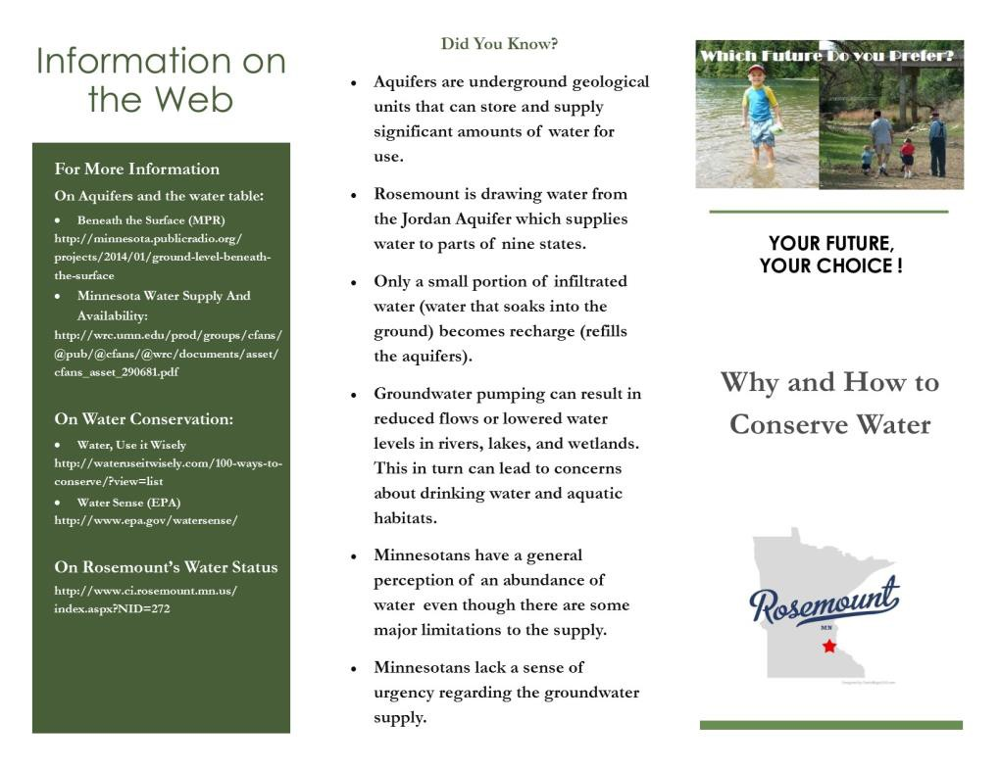 Information on
the Web
For More Information
On Aquifers and the water table:
• Beneath the Surface (MPR)
http://minnesota.publicradio.org/
projects/2014/01/ground-level-beneath-
the-surface
• Minnesota Water Supply And
Availability:
http://wrc.umn.edu/prod/groups/cfans/
@pub/@cfans/@wrc/documents/asset/
cfans_asset_290681.pdf
On Water Conservation:
• Water, Use it Wisely
http://wateruseitwisely.com/100-ways-to-
conserve/?view=list
• Water Sense (EPA)
http://www.epa.gov/watersense/
On Rosemount's Water Status
http://www.ci.rosemount.mn.us/
index.aspx?NID=272
Did You Know?
• Aquifers are underground geological
units that can store and supply
significant amounts of water for
use.
• Rosemount is drawing water from
the Jordan Aquifer which supplies
water to parts of nine states.
• Only a small portion of infiltrated
water (water that soaks into the
ground) becomes recharge (refills
the aquifers).
• Groundwater pumping can result in
reduced flows or lowered water
levels in rivers, lakes, and wetlands.
This in turn can lead to concerns
about drinking water and aquatic
habitats.
• Minnesotans have a general
perception of an abundance of
water even though there are some
major limitations to the supply.
• Minnesotans lack a sense of
urgency regarding the groundwater
supply.
Which Future Do you Prefer?
YOUR FUTURE,
YOUR CHOICE !
Why and How to
Conserve Water
Rosemount
MN